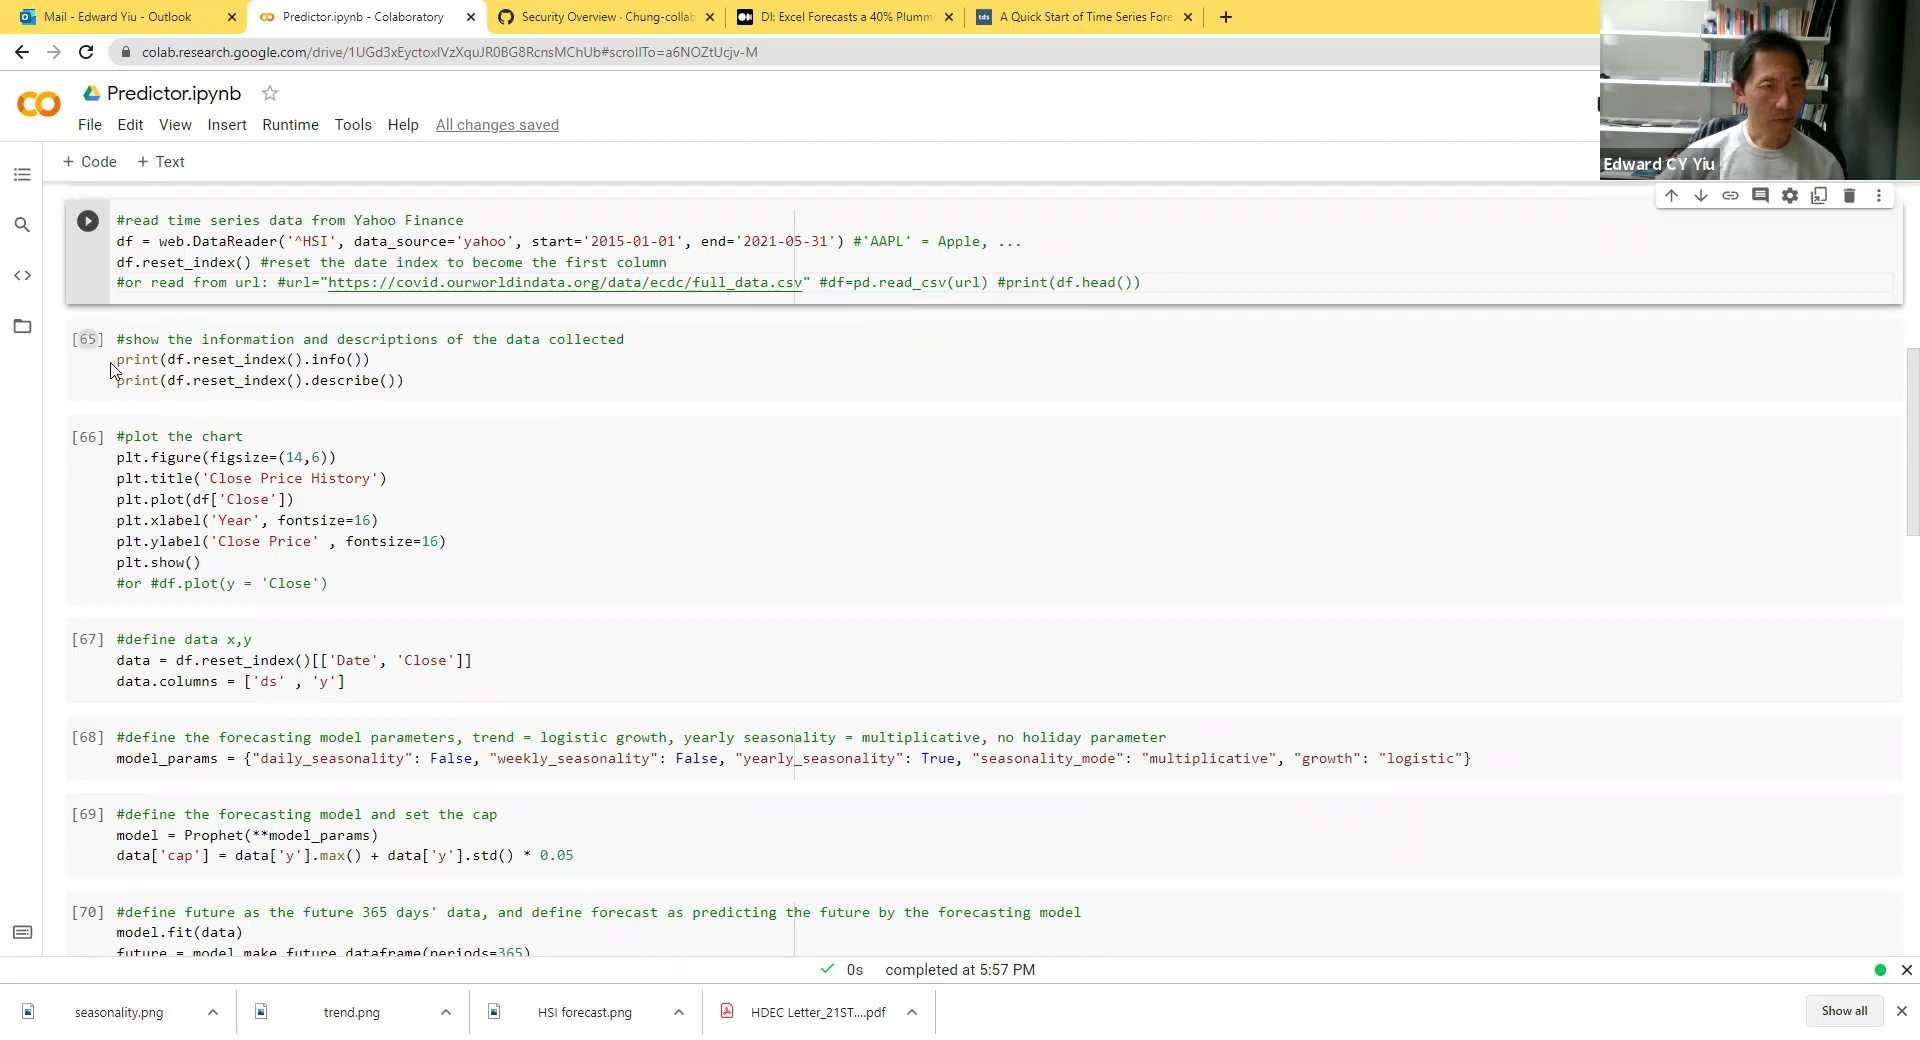 Mail - Edward Yiu - Outlook
Predictor.ipynb - Colaboratory
Security Overview · Chung-collab
DI: Excel Forecasts a 40% Plumm
tds
A Quick Start of Time Series Fore
colab.research.google.com/drive/1UGd3xEyctoxIVzXquJR0BG8RcnsMChUb#scrollTo=a6NOZtUcjv-M
Predictor.ipynb
File Edit View Insert Runtime Tools Help All changes saved
Edward CY Yiu
+ Code + Text
#read time series data from Yahoo Finance
df = web.DataReader('^HSI', data_source='yahoo', start='2015-01-01', end='2021-05-31') #'AAPL' = Apple, ...
df.reset_index() #reset the date index to become the first column
#or read from url: #url="https://covid.ourworldindata.org/data/ecdc/full_data.csv" #df=pd.read_csv(url) #print(df.head())
[65] #show the information and descriptions of the data collected
print(df.reset_index().info())
print(df.reset_index().describe())
[66] #plot the chart
plt.figure(figsize=(14,6))
plt.title('Close Price History')
plt.plot(df['Close'])
plt.xlabel('Year', fontsize=16)
plt.ylabel('Close Price' , fontsize=16)
plt.show()
#or #df.plot(y = 'Close')
[67] #define data x,y
data = df.reset_index()[['Date', 'Close']]
data.columns = ['ds' , 'y']
[68] #define the forecasting model parameters, trend = logistic growth, yearly seasonality = multiplicative, no holiday parameter
model_params = {"daily_seasonality": False, "weekly_seasonality": False, "yearly_seasonality": True, "seasonality_mode": "multiplicative", "growth": "logistic"}
[69] #define the forecasting model and set the cap
model = Prophet(**model_params)
data['cap'] = data['y'].max() + data['y'].std() * 0.05
[70] #define future as the future 365 days' data, and define forecast as predicting the future by the forecasting model
model.fit(data)
future = model.make_future_dataframe(periods=365)
0s completed at 5:57 PM
seasonality.png
trend.png
HSI forecast.png
HDEC Letter_21ST....pdf
Show all